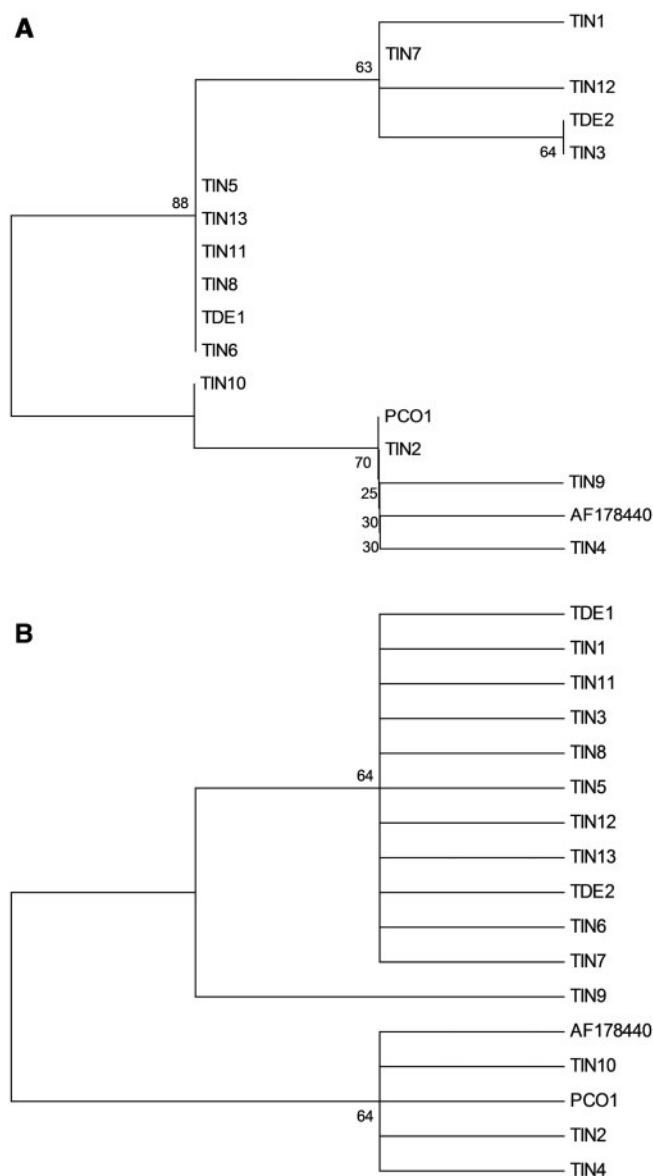 A
TIN1
TIN7
63
TIN12
TDE2
64
TIN3
TIN5
88
TIN13
TIN11
TIN8
TDE1
TIN6
TIN10
PCO1
TIN2
70
TIN9
25
AF178440
30
TIN4
30
B
TDE1
TIN1
TIN11
TIN3
TIN8
64
TIN5
TIN12
TIN13
TDE2
TIN6
TIN7
TIN9
AF178440
TIN10
PCO1
64
TIN2
TIN4